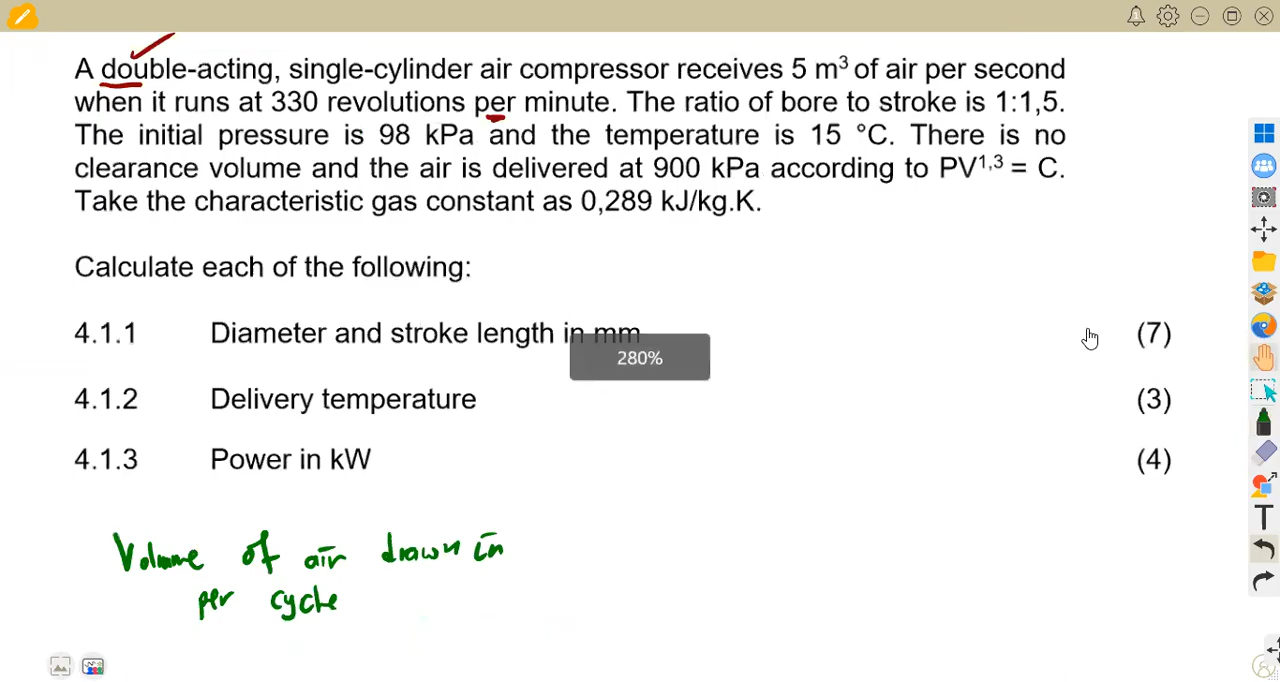 A double-acting, single-cylinder air compressor receives 5 m³ of air per second
when it runs at 330 revolutions per minute. The ratio of bore to stroke is 1:1,5.
The initial pressure is 98 kPa and the temperature is 15 °C. There is no
clearance volume and the air is delivered at 900 kPa according to PV¹,³ = C.
Take the characteristic gas constant as 0,289 kJ/kg.K.
Calculate each of the following:
4.1.1 Diameter and stroke length in mm (7)
280%
4.1.2 Delivery temperature (3)
4.1.3 Power in kW (4)
Volume of air drawn in
per cycle
T